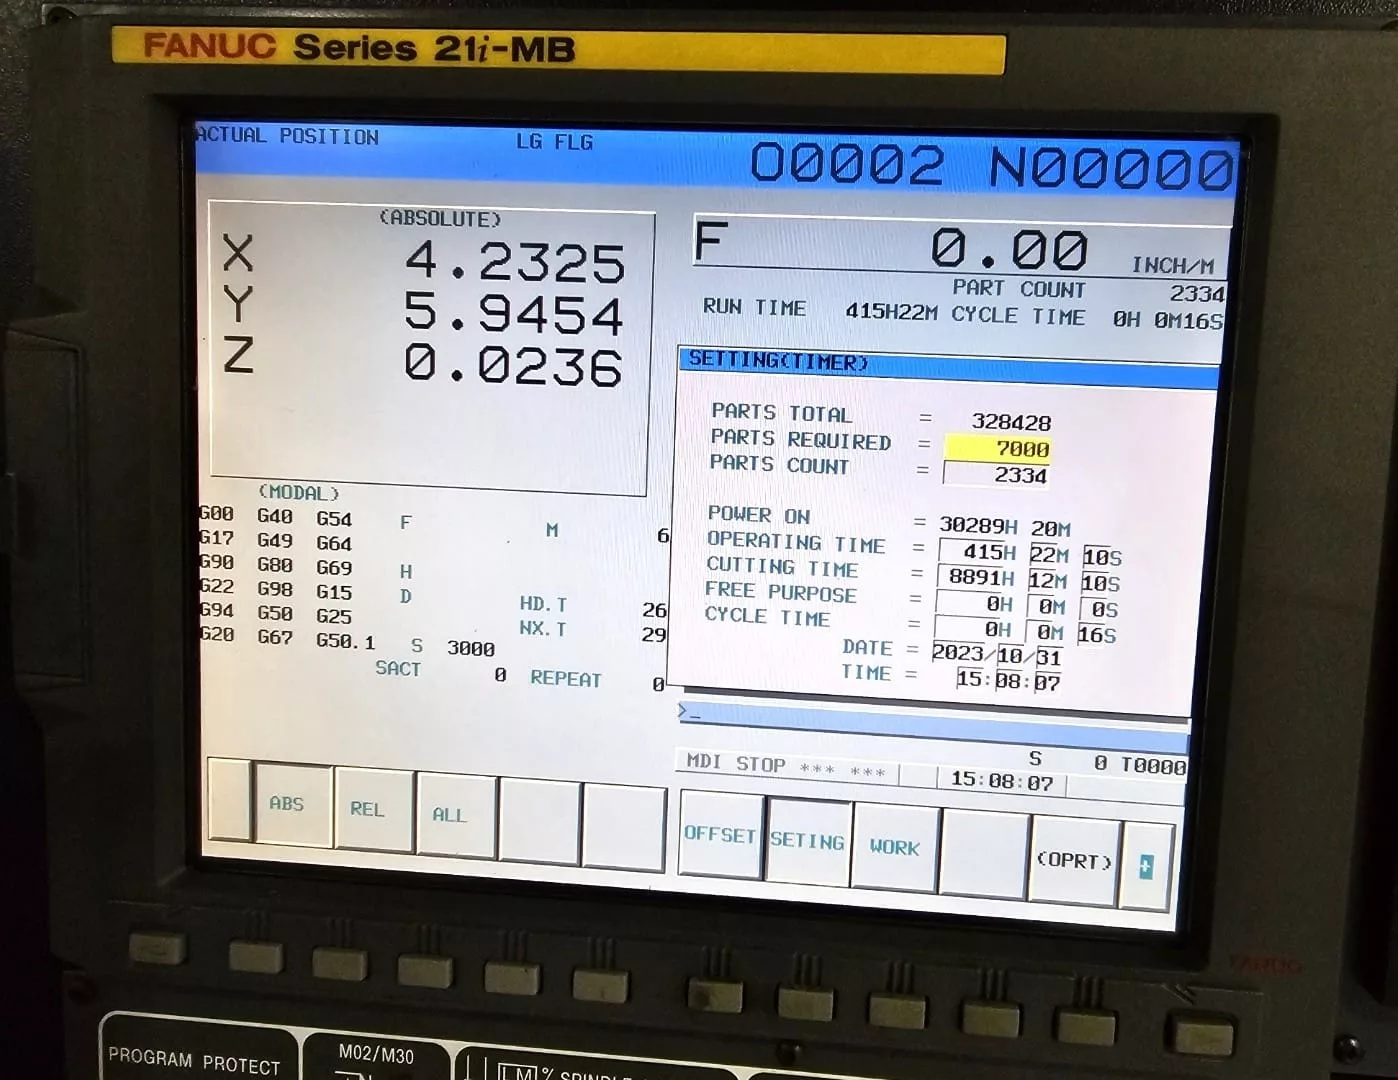 FANUC Series 21i-MB
ACTUAL POSITION LG FLG O0002 N00000
(ABSOLUTE)
X 4.2325
Y 5.9454
Z 0.0236
F 0.00 INCH/M
PART COUNT 2334
RUN TIME 415H22M CYCLE TIME 0H 0M16S
SETTING(TIMER)
PARTS TOTAL = 328428
PARTS REQUIRED = 7000
PARTS COUNT = 2334
POWER ON = 30289H 20M
OPERATING TIME = 415H 22M 10S
CUTTING TIME = 8891H 12M 10S
FREE PURPOSE = 0H 0M 0S
CYCLE TIME = 0H 0M 16S
DATE = 2023/10/31
TIME = 15:08:07
(MODAL)
G00 G40 G54 F M 6
G17 G49 G64
G90 G80 G69 H
G22 G98 G15 D HD.T 26
G94 G50 G25 NX.T 29
G20 G67 G50.1 S 3000
SACT 0 REPEAT 0
>_
S 0 T0000
MDI STOP *** *** 15:08:07
ABS REL ALL
OFFSET SETING WORK (OPRT) +
FANUC
PROGRAM PROTECT
M02/M30
LM %